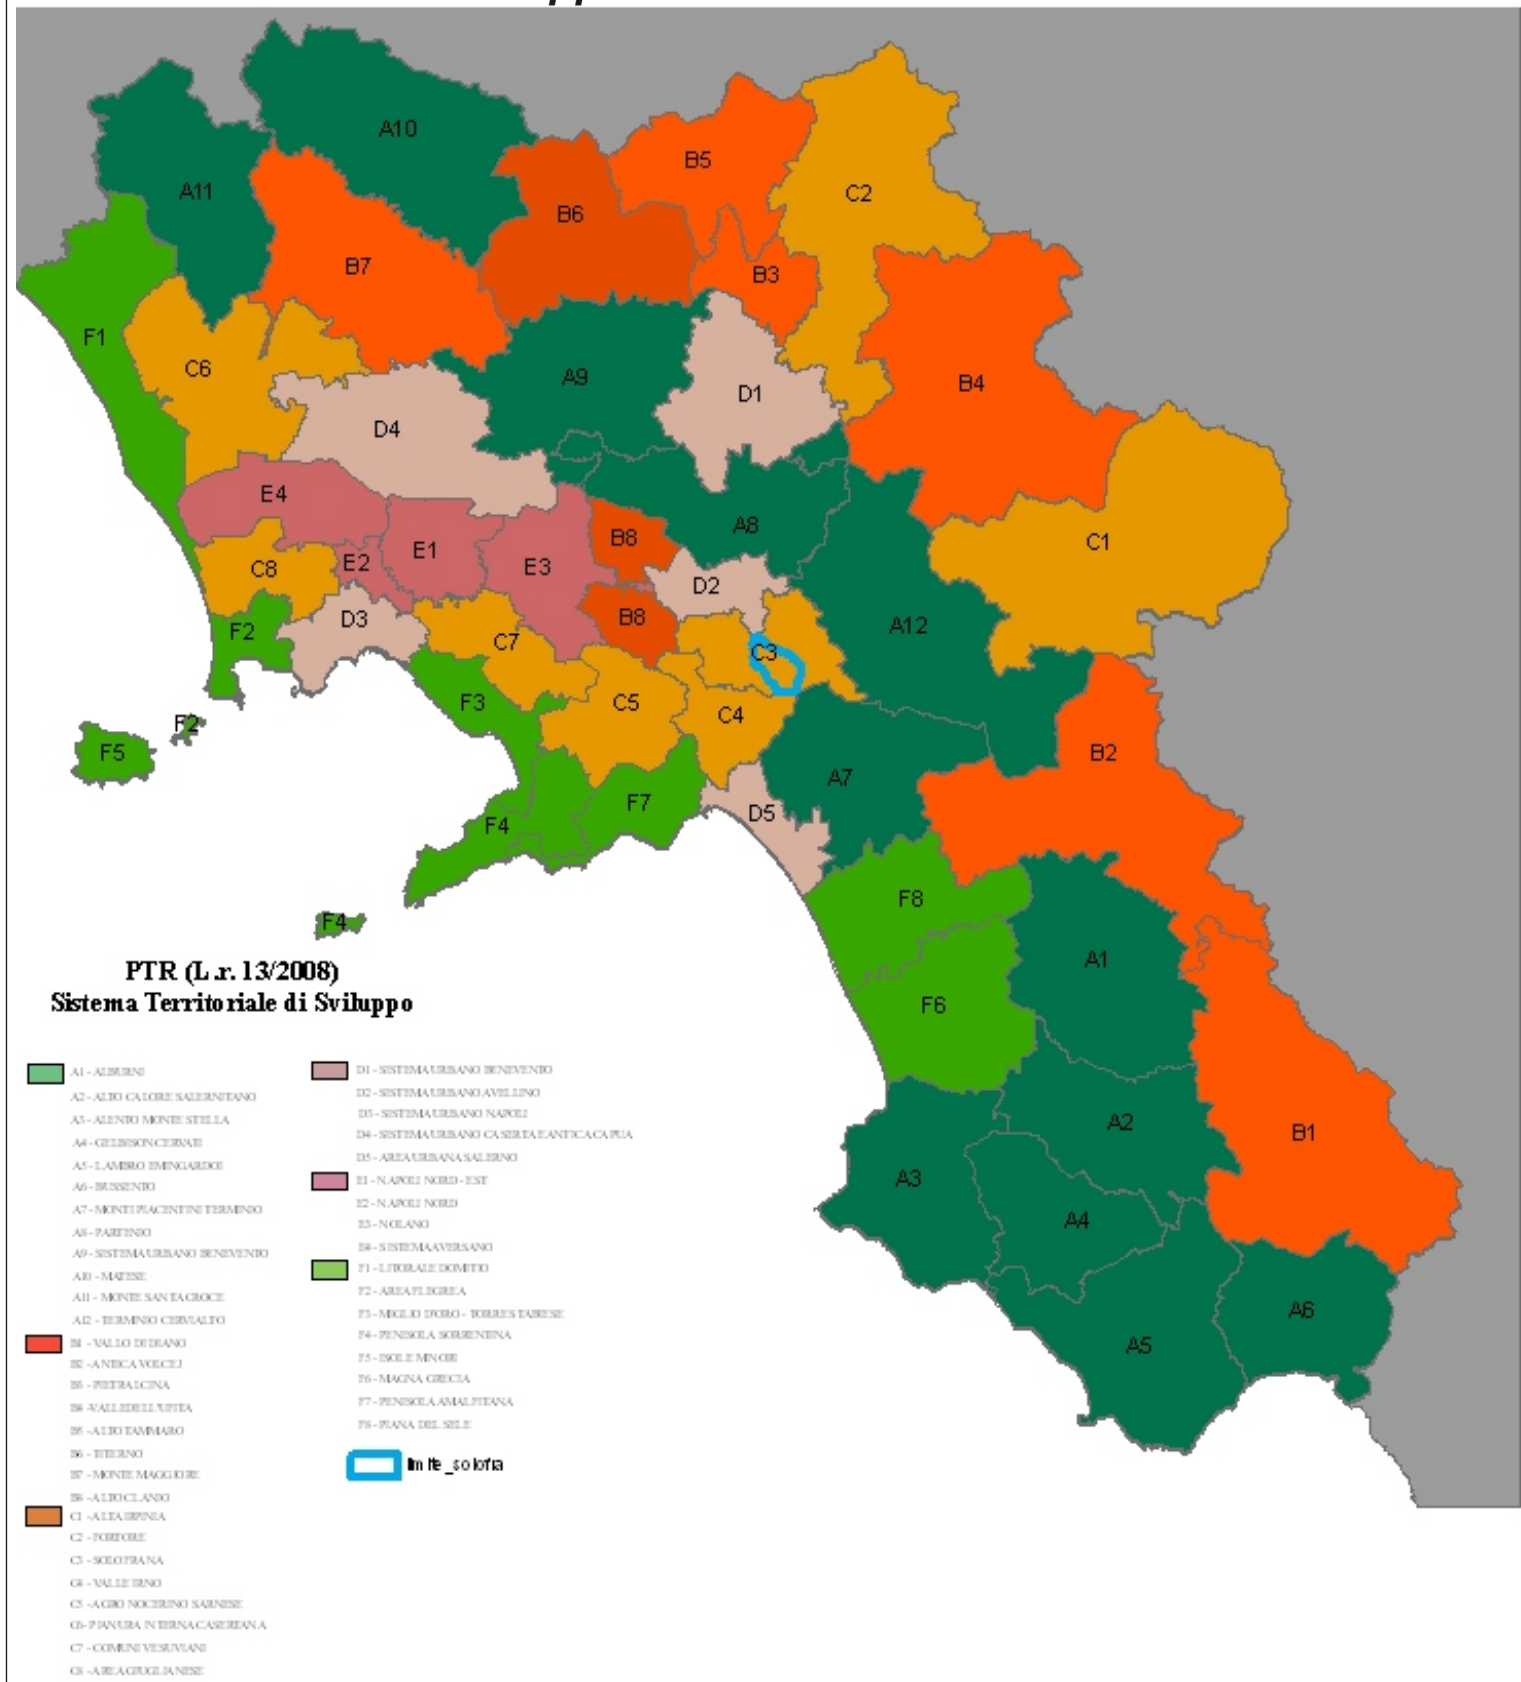 A10
B5
A11
C2
B6
B7
B3
F1
C6
A9
B4
D1
D4
E4
A8
B8
C1
E1
E2
E3
C8
D2
D3
B8
A12
F2
C7
C3
F3
C5
C4
F2
F5
B2
A7
F7
D5
F4
F8
F4
A1
PTR (L.r. 13/2008)
Sistema Territoriale di Sviluppo
F6
A2
B1
A3
A4
A6
A5
A1 - ALBURNI
A2 - ALTO CALORE SALERNITANO
A3 - ALENTO MONTE STELLA
A4 - GELBISON CERVATI
A5 - LAMBRO E MINGARDO
A6 - BUSSENTO
A7 - MONTI PIACENTINI TERMINIO
A8 - PARTENIO
A9 - SISTEMA URBANO BENEVENTO
A10 - MATESE
A11 - MONTE SANTA CROCE
A12 - TERMINIO CERVIALTO
B1 - VALLO DI DIANO
B2 - ANTICA VOLCEJ
B3 - PIETRALCINA
B4 - VALLE DELL'UFITA
B5 - ALTO TAMMARO
B6 - TITERNO
B7 - MONTE MAGGIORE
B8 - ALTO CLANIO
C1 - ALTA IRPINIA
C2 - FORTORE
C3 - SOLOFRANA
C4 - VALLE IRNO
C5 - AGRO NOCERINO SARNESE
C6 - PIANURA INTERNA CASERTANA
C7 - COMUNI VESUVIANI
C8 - AREA GIUGLIANESE
D1 - SISTEMA URBANO BENEVENTO
D2 - SISTEMA URBANO AVELLINO
D3 - SISTEMA URBANO NAPOLI
D4 - SISTEMA URBANO CASERTA E ANTICA CAPUA
D5 - AREA URBANA SALERNO
E1 - NAPOLI NORD - EST
E2 - NAPOLI NORD
E3 - NOLANO
E4 - SISTEMA AVERSANO
F1 - LITORALE DOMITIO
F2 - AREA FLEGREA
F3 - MIGLIO D'ORO - TORRESE STABIESE
F4 - PENISOLA SORRENTINA
F5 - ISOLE MINORI
F6 - MAGNA GRECIA
F7 - PENISOLA AMALFITANA
F8 - PIANA DEL SELE
limite_solofra